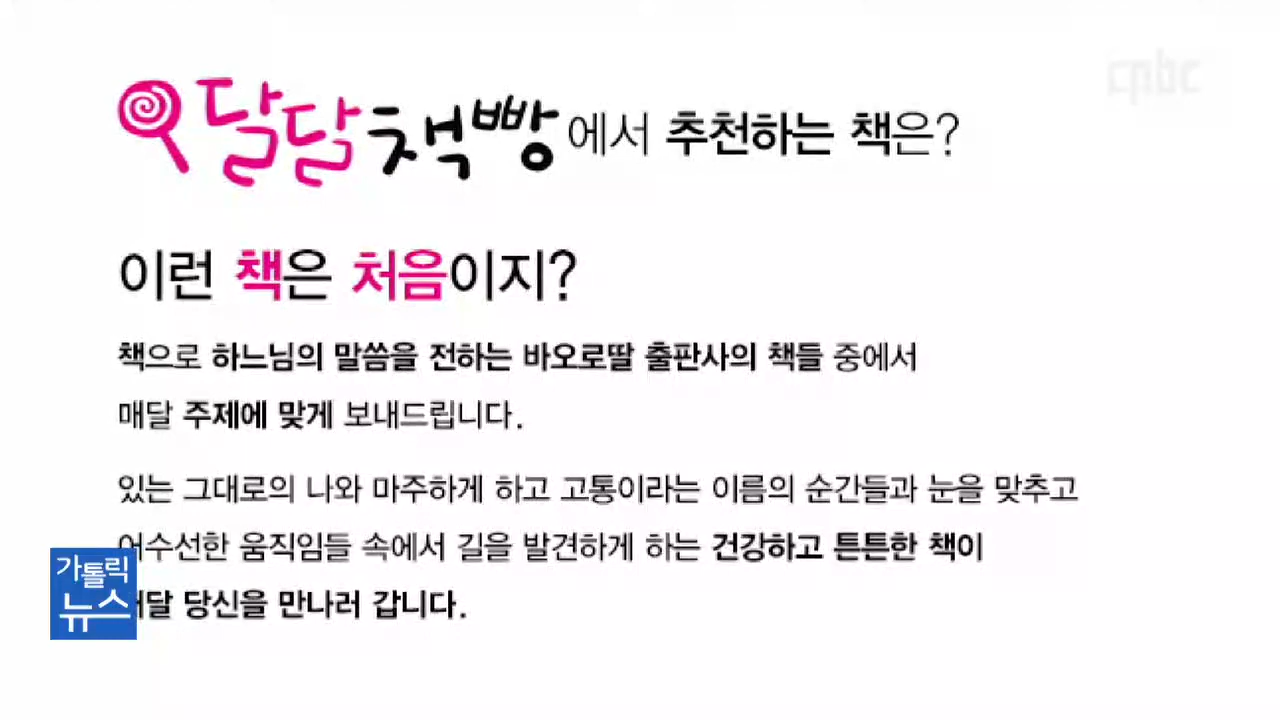 cpbc
달달책빵에서 추천하는 책은?
이런 책은 처음이지?
책으로 하느님의 말씀을 전하는 바오로딸 출판사의 책들 중에서
매달 주제에 맞게 보내드립니다.
있는 그대로의 나와 마주하게 하고 고통이라는 이름의 순간들과 눈을 맞추고
어수선한 움직임들 속에서 길을 발견하게 하는 건강하고 튼튼한 책이
당신을 만나러 갑니다.
가톨릭
뉴스